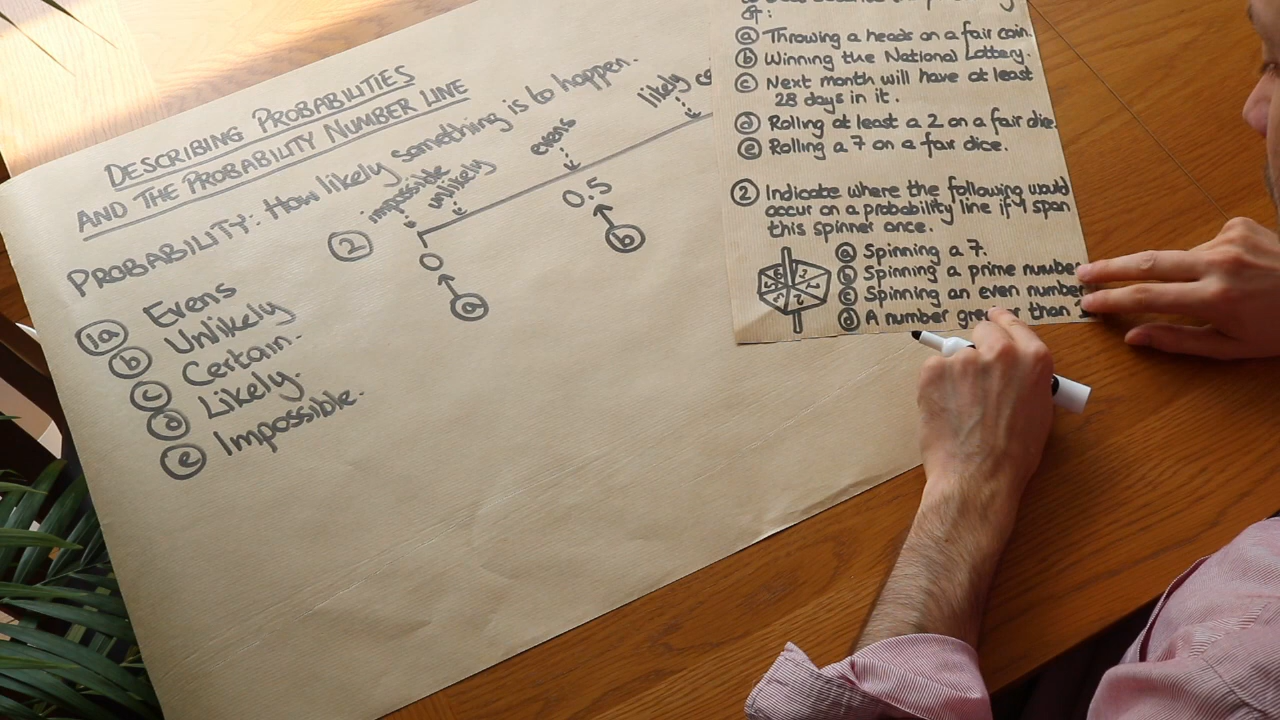 DESCRIBING PROBABILITIES
AND THE PROBABILITY NUMBER LINE
PROBABILITY: How likely something is to happen.
1a Evens
b Unlikely
c Certain.
d Likely.
e Impossible.
2
impossible
unlikely
evens
likely
0
0.5
a
b
a Throwing a heads on a fair coin.
b Winning the National Lottery.
c Next month will have at least
28 days in it.
d Rolling at least a 2 on a fair die.
e Rolling a 7 on a fair dice.
2 Indicate where the following would
occur on a probability line if I span
this spinner once.
a Spinning a 7.
b Spinning a prime number
c Spinning an even number
d A number greater than